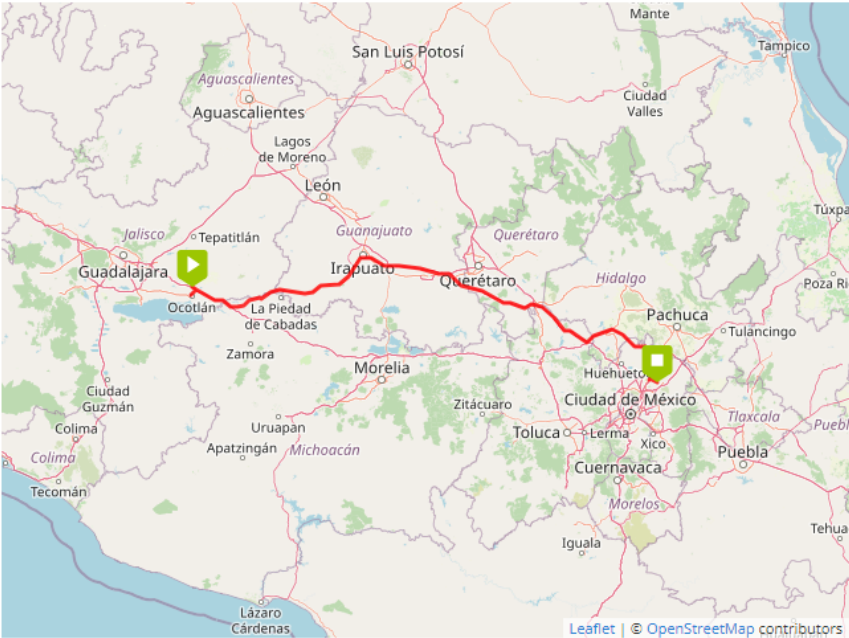 Mante
San Luis Potosí
Tampico
Aguascalientes
Aguascalientes
Ciudad
Valles
Lagos
de Moreno
León
Túxpa
Jalisco
Tepatitlán
Guanajuato
Querétaro
Guadalajara
Irapuato
Querétaro
Hidalgo
Poza Ri
Ocotlán
La Piedad
de Cabadas
Pachuca
Tulancingo
Zamora
Morelia
Huehueto
Ciudad
Guzmán
Zitácuaro
Ciudad de México
Tlaxcala
Colima
Uruapan
Toluca
Lerma
Xico
Puebl
Colima
Apatzingán
Michoacán
Puebla
Cuernavaca
Tecomán
Morelos
Tehua
Iguala
Lázaro
Cárdenas
Leaflet | © OpenStreetMap contributors